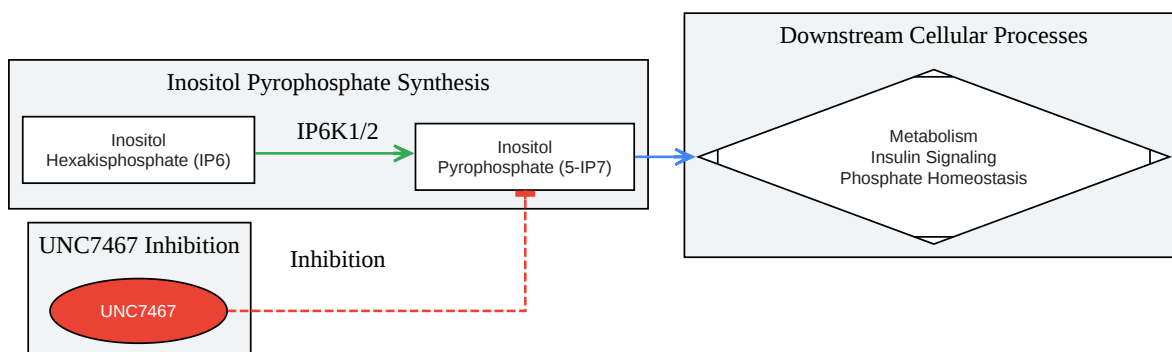 Inositol Pyrophosphate Synthesis
Inositol
Hexakisphosphate (IP6)
IP6K1/2
Inositol
Pyrophosphate (5-IP7)
Downstream Cellular Processes
Metabolism
Insulin Signaling
Phosphate Homeostasis
UNC7467 Inhibition
UNC7467
Inhibition